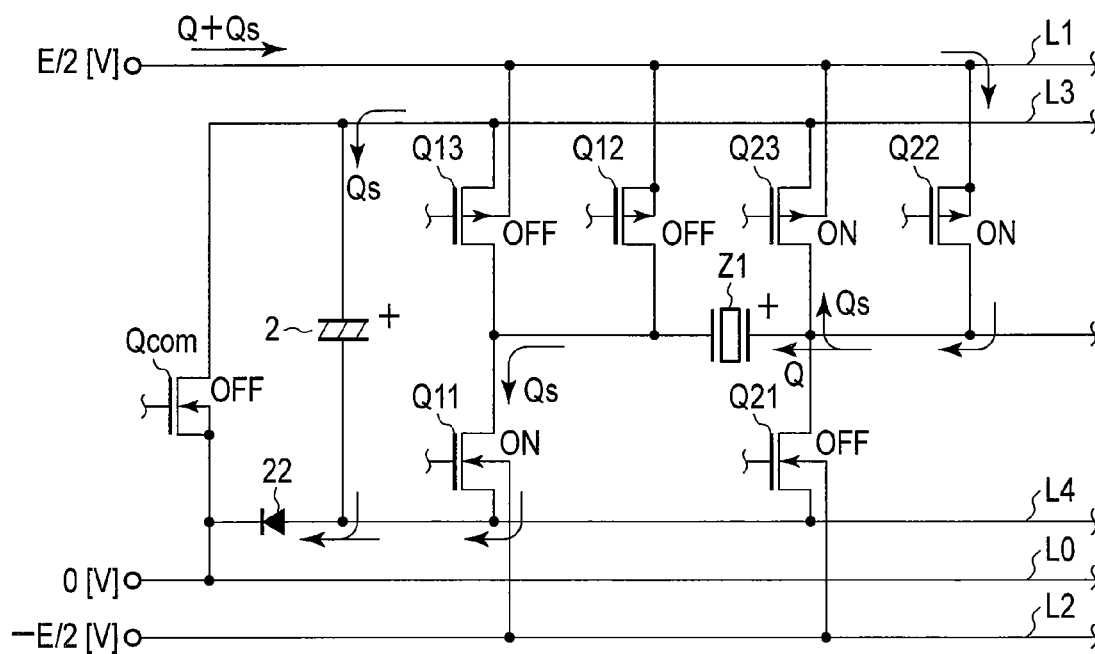 Q+Qs
E/2 [V]
L1
L3
Q13
Q12
Q23
Q22
Qs
OFF
OFF
ON
ON
Z1
2
+
+
Qs
Qcom
OFF
Q
Q11
Qs
Q21
ON
OFF
22
L4
0 [V]
L0
−E/2 [V]
L2